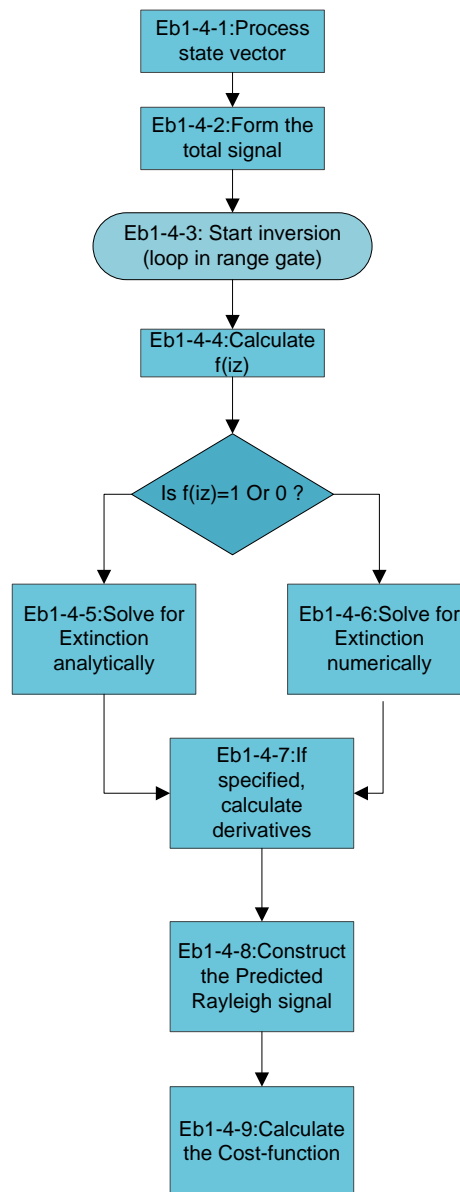 Eb1-4-1:Process
state vector
Eb1-4-2:Form the
total signal
Eb1-4-3: Start inversion
(loop in range gate)
Eb1-4-4:Calculate
f(iz)
Is f(iz)=1 Or 0 ?
Eb1-4-5:Solve for
Extinction
analytically
Eb1-4-6:Solve for
Extinction
numerically
Eb1-4-7:If
specified,
calculate
derivatives
Eb1-4-8:Construct
the Predicted
Rayleigh signal
Eb1-4-9:Calculate
the Cost-function